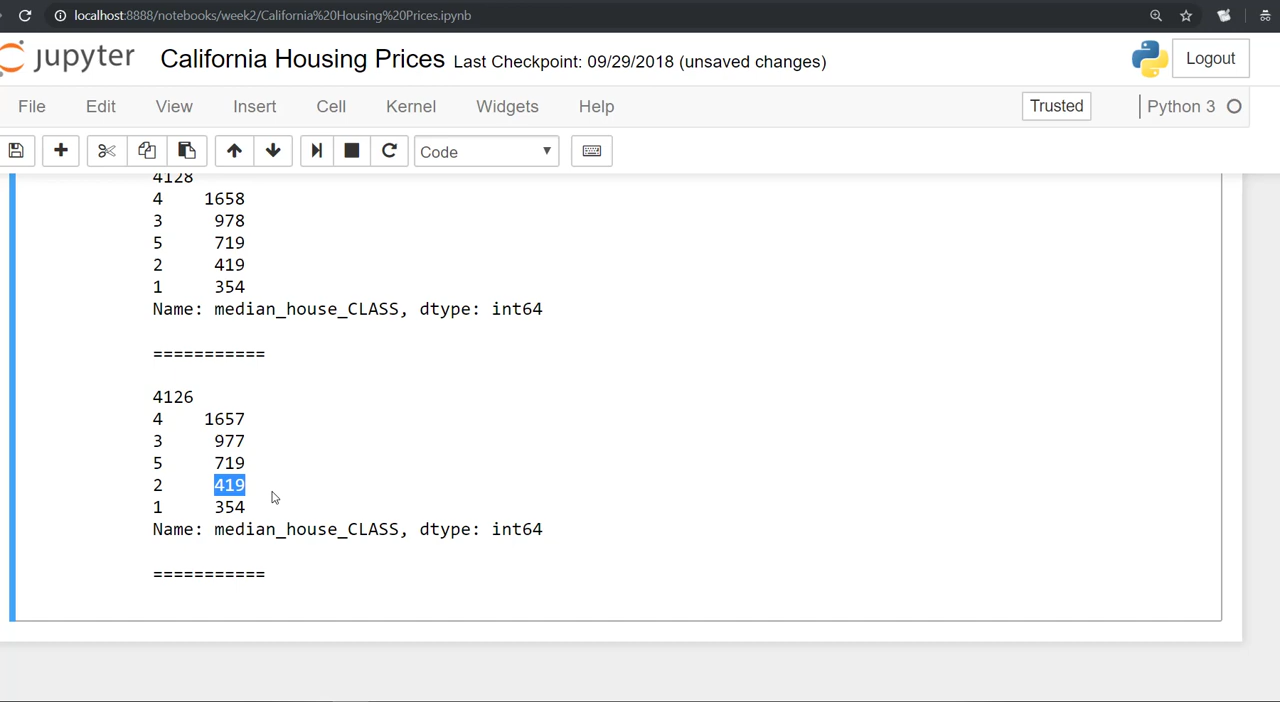 localhost:8888/notebooks/week2/California%20Housing%20Prices.ipynb
jupyter California Housing Prices Last Checkpoint: 09/29/2018 (unsaved changes) Logout
File Edit View Insert Cell Kernel Widgets Help Trusted Python 3
Code
4128
4 1658
3 978
5 719
2 419
1 354
Name: median_house_CLASS, dtype: int64
===========
4126
4 1657
3 977
5 719
2 419
1 354
Name: median_house_CLASS, dtype: int64
===========